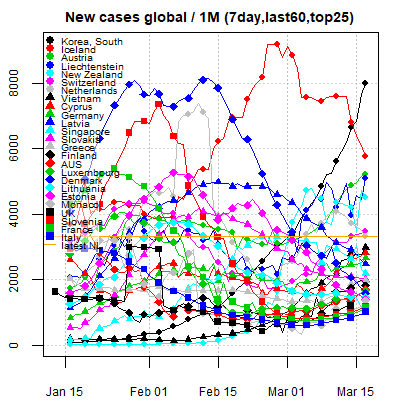 New cases global / 1M (7day,last60,top25)
Korea, South
Iceland
Austria
Liechtenstein
New Zealand
Switzerland
Netherlands
Vietnam
Cyprus
Germany
Latvia
Singapore
Slovakia
Greece
Finland
AUS
Luxembourg
Denmark
Lithuania
Estonia
Monaco
UK
Slovenia
France
Italy
latest NL
0
2000
4000
6000
8000
Jan 15
Feb 01
Feb 15
Mar 01
Mar 15